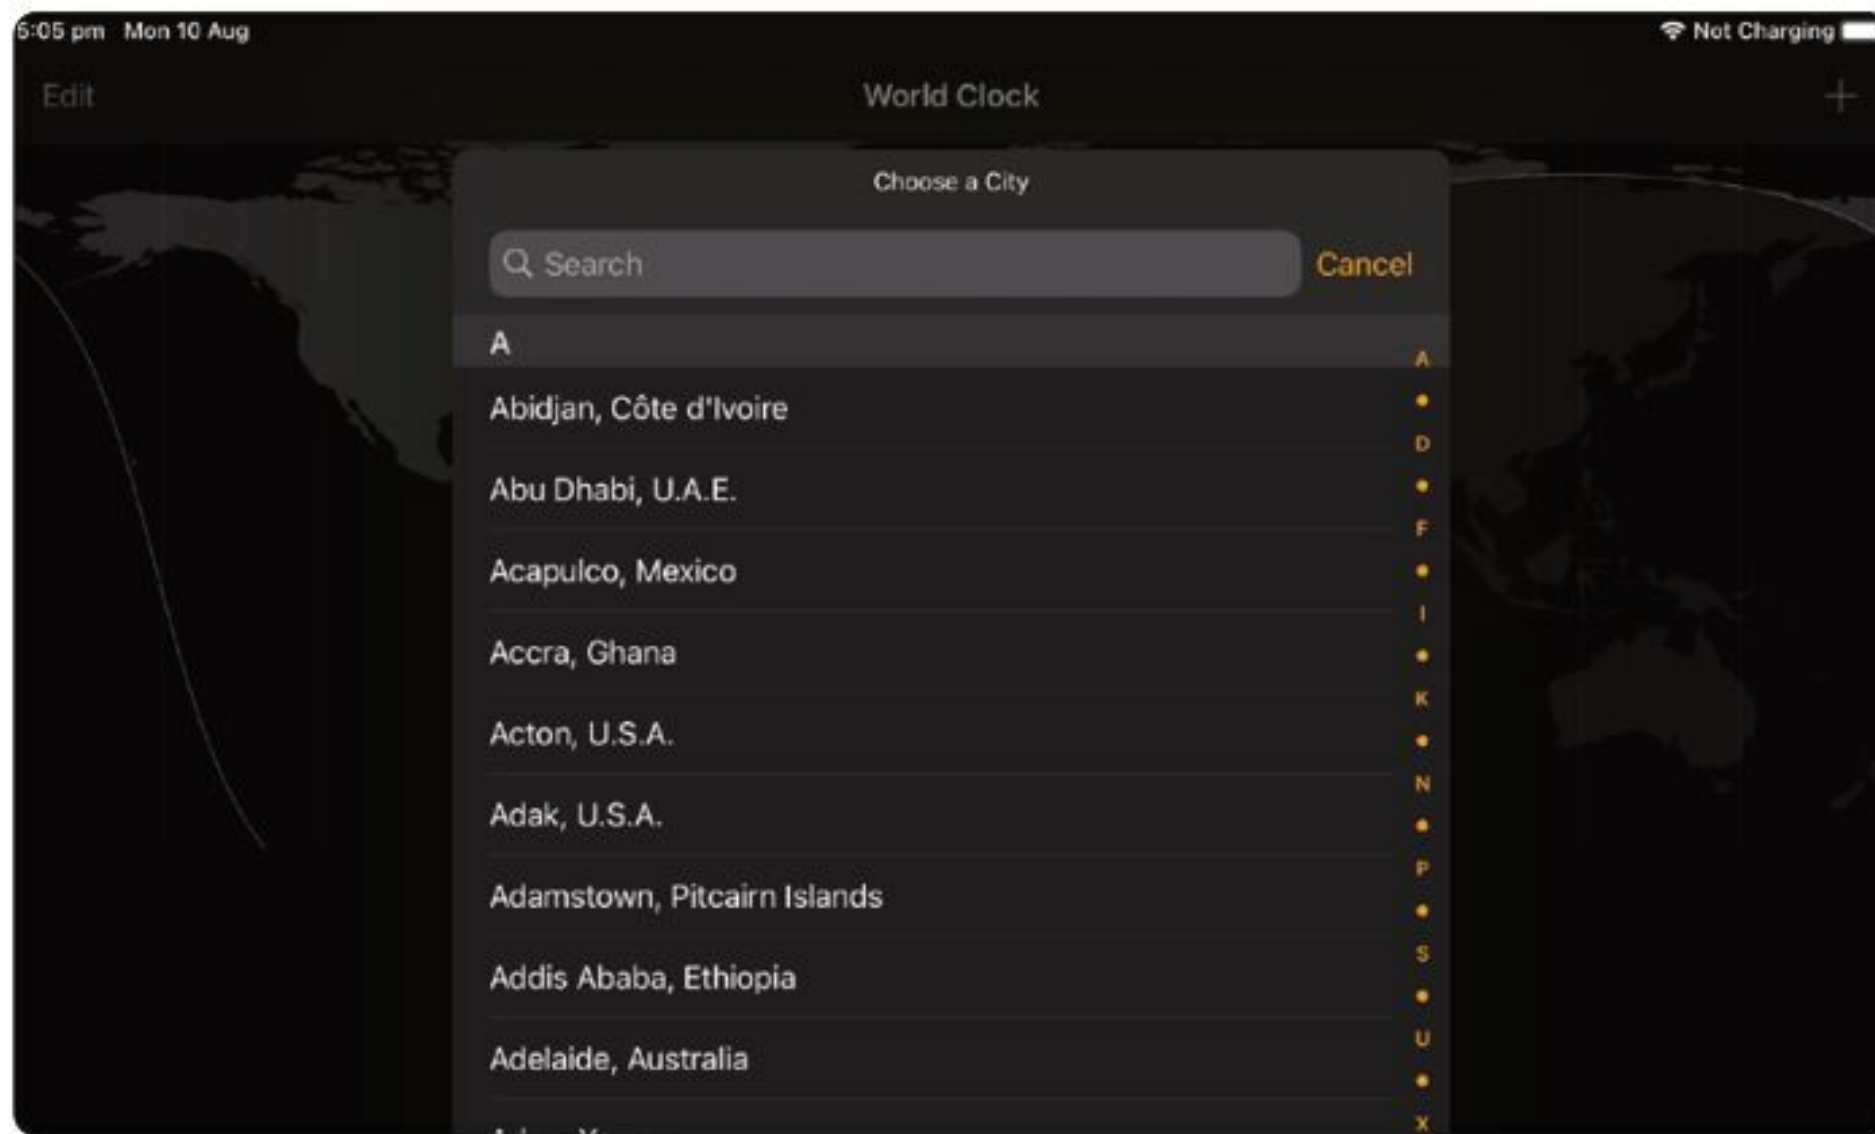 5:05 pm Mon 10 Aug
Not Charging
Edit
World Clock
+
Choose a City
Search
Cancel
A
Abidjan, Côte d'Ivoire
Abu Dhabi, U.A.E.
Acapulco, Mexico
Accra, Ghana
Acton, U.S.A.
Adak, U.S.A.
Adamstown, Pitcairn Islands
Addis Ababa, Ethiopia
Adelaide, Australia
A
D
F
I
K
N
P
S
U
X